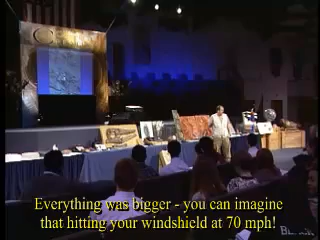 Everything was bigger - you can imagine
that hitting your windshield at 70 mph!